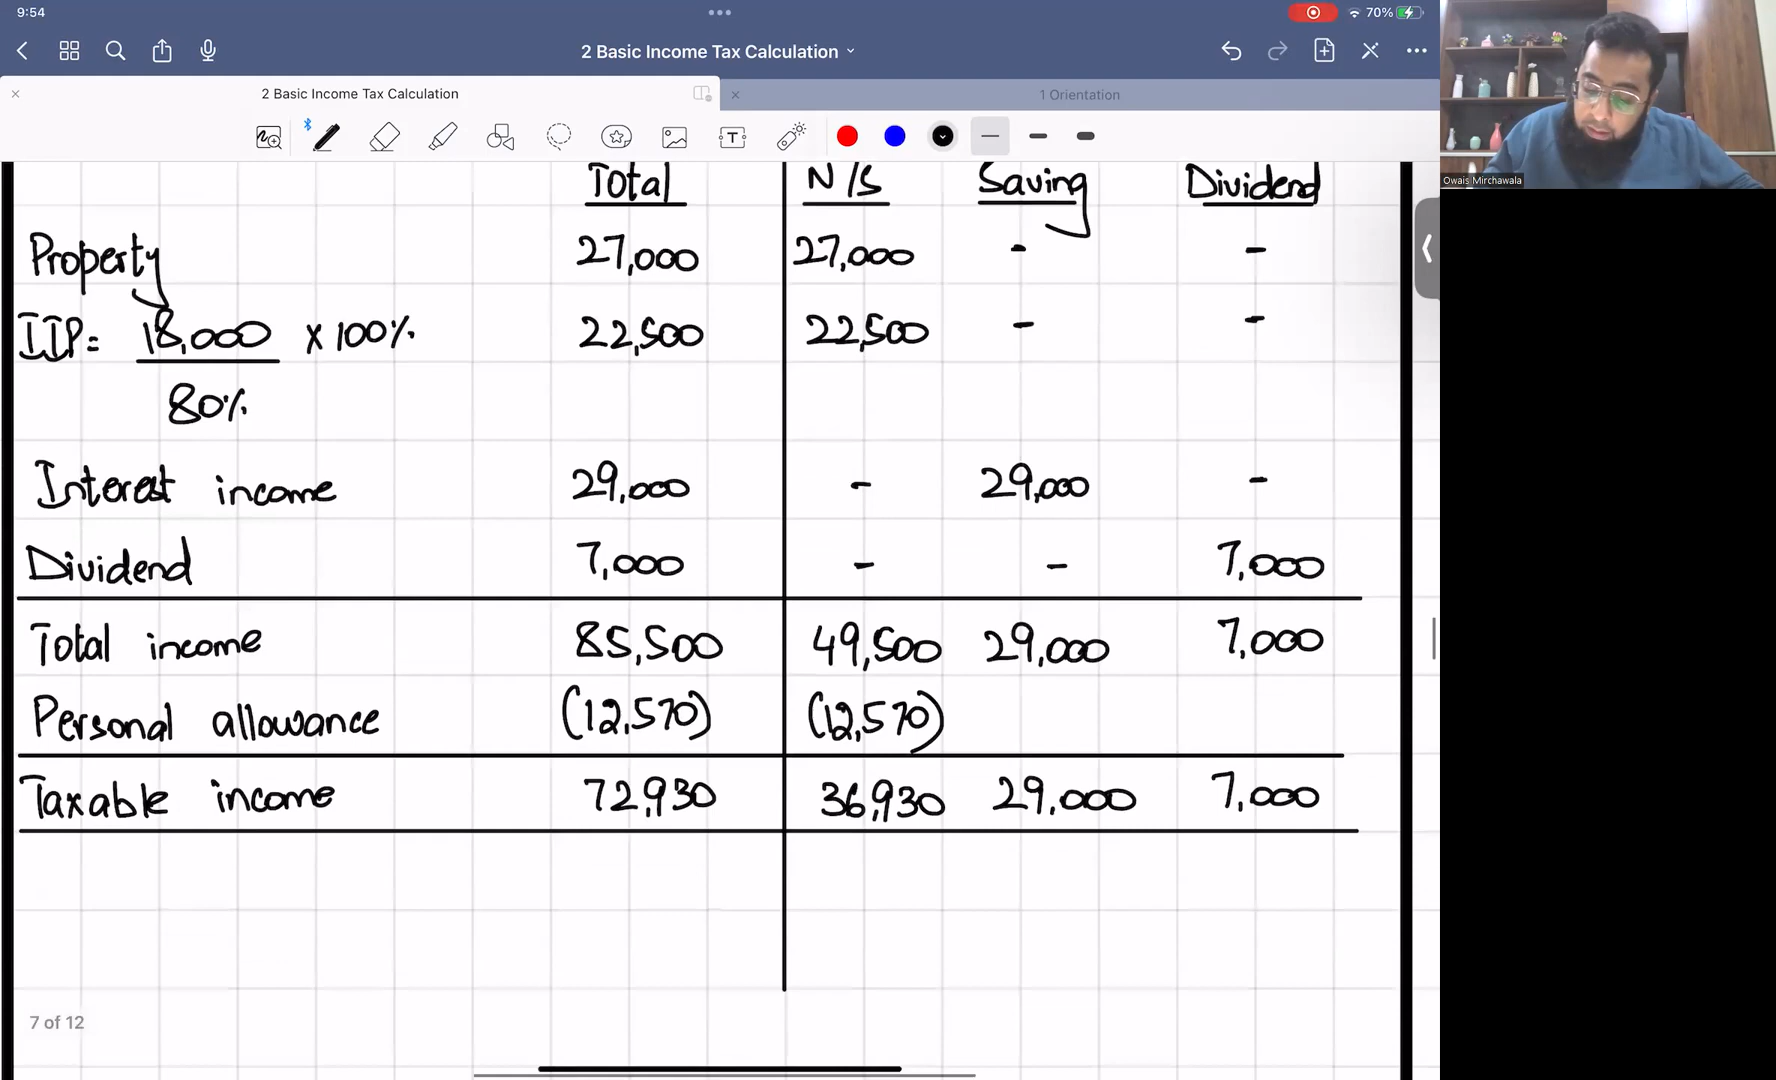 9:54
70%
2 Basic Income Tax Calculation
2 Basic Income Tax Calculation
1 Orientation
Owais Mirchawala
Total N/S Saving Dividend
Property 27,000 27,000 - -
IIP = 18,000 x 100% 22,500 22,500 - -
80%
Interest income 29,000 - 29,000 -
Dividend 7,000 - - 7,000
Total income 85,500 49,500 29,000 7,000
Personal allowance (12,570) (12,570)
Taxable income 72,930 36,930 29,000 7,000
7 of 12